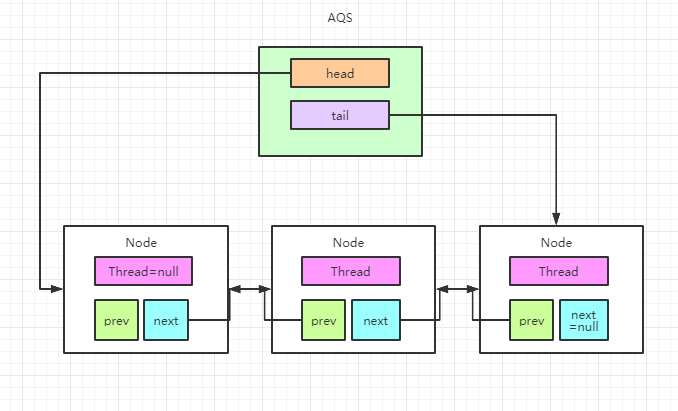 AQS
head
tail
Node
Thread=null
prev
next
Node
Thread
prev
next
Node
Thread
prev
next
=null